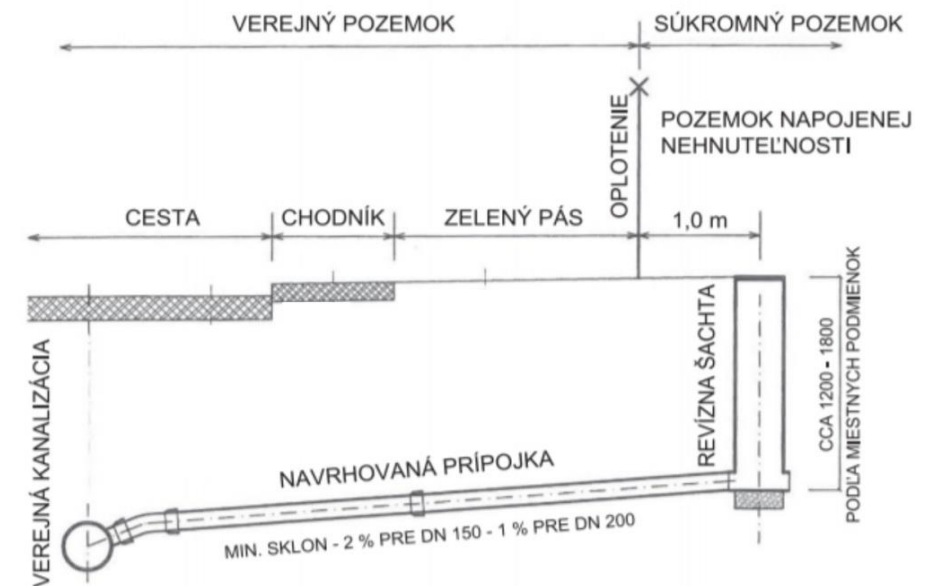 VEREJNÝ POZEMOK
SÚKROMNÝ POZEMOK
OPLOTENIE
POZEMOK NAPOJENEJ
NEHNUTEĽNOSTI
CESTA
CHODNÍK
ZELENÝ PÁS
1,0 m
VEREJNÁ KANALIZÁCIA
REVÍZNA ŠACHTA
CCA 1200 - 1800
PODĽA MIESTNYCH PODMIENOK
NAVRHOVANÁ PRÍPOJKA
MIN. SKLON - 2 % PRE DN 150 - 1 % PRE DN 200